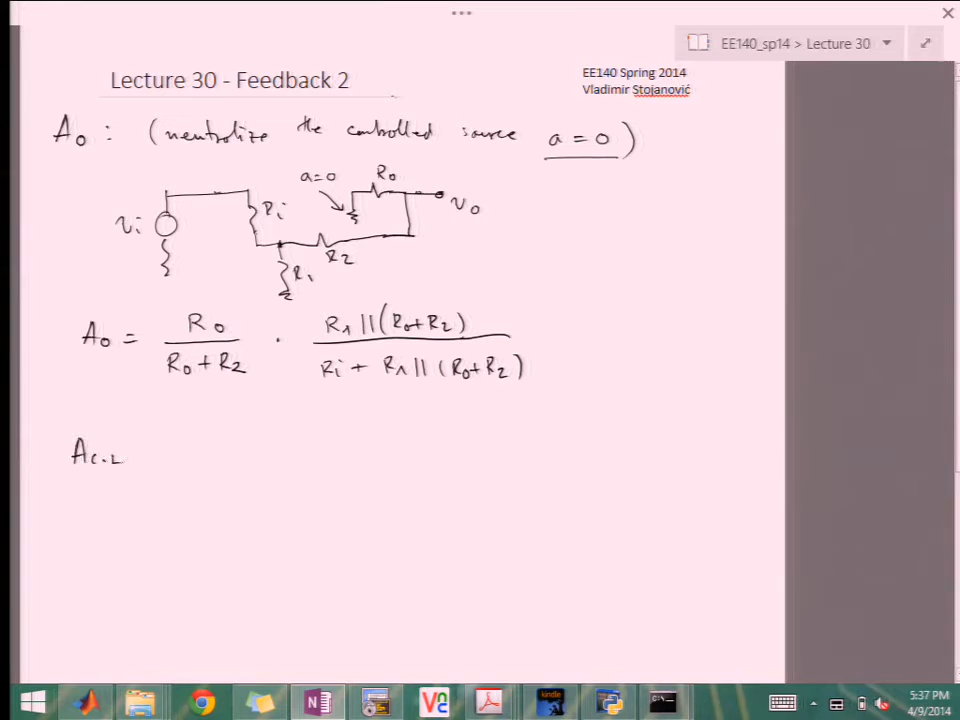 EE140_sp14 > Lecture 30
Lecture 30 - Feedback 2
EE140 Spring 2014
Vladimir Stojanović
A₀ : (neutralize the controlled source a = 0)
a=0
R₀
vᵢ
Rᵢ
v₀
R₂
R₁
A₀ = R₀ / (R₀ + R₂) · R₁ || (R₀+R₂) / (Rᵢ + R₁ || (R₀+R₂))
A C.L
kindle
C:\.
5:37 PM
4/9/2014